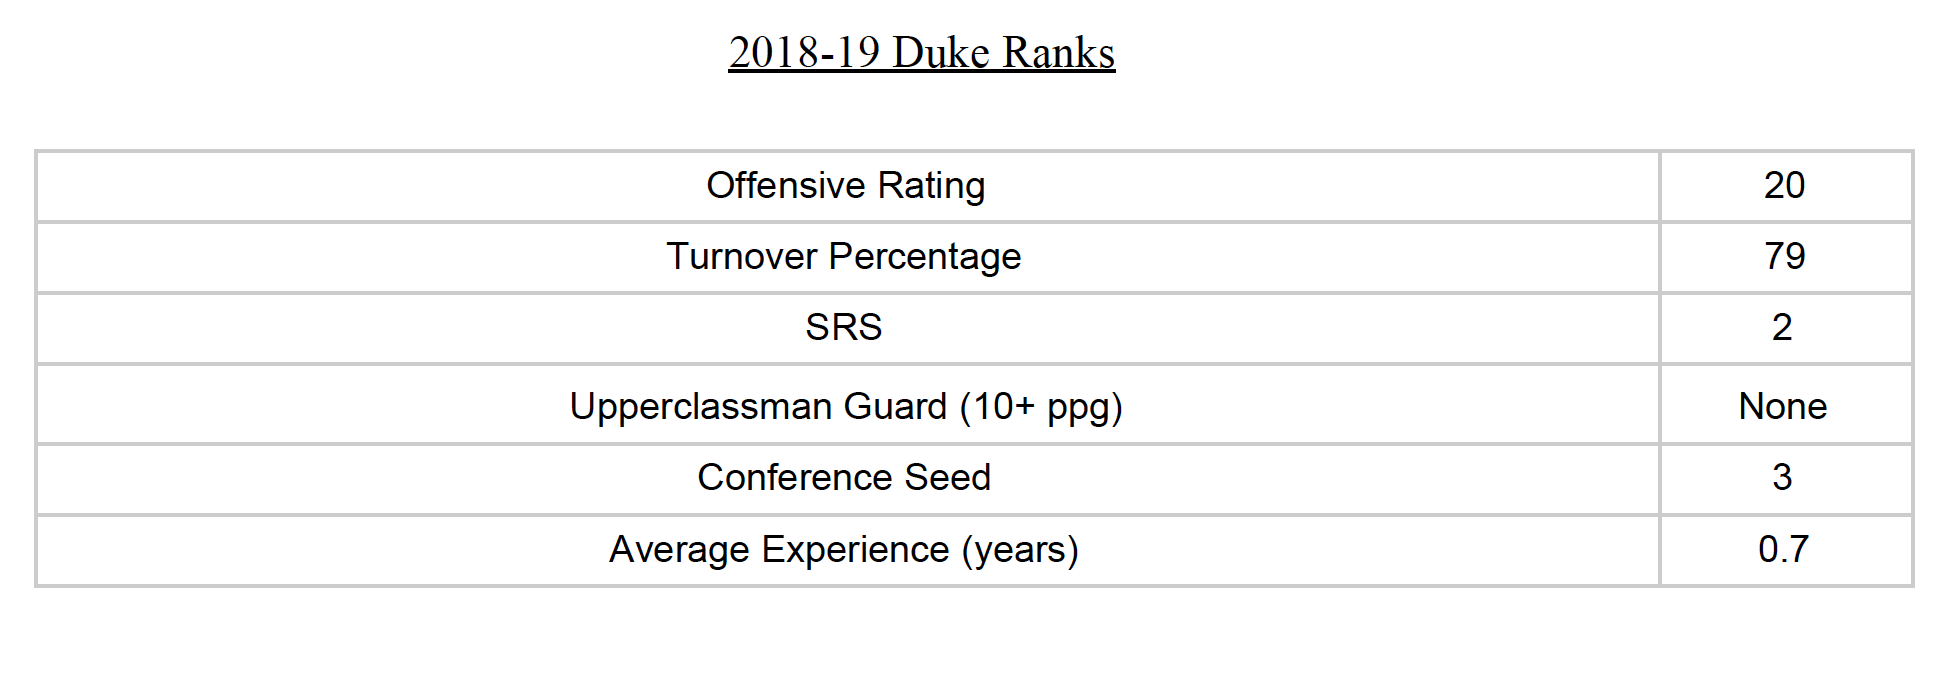 2018-19 Duke Ranks
Offensive Rating 20
Turnover Percentage 79
SRS 2
Upperclassman Guard (10+ ppg) None
Conference Seed 3
Average Experience (years) 0.7